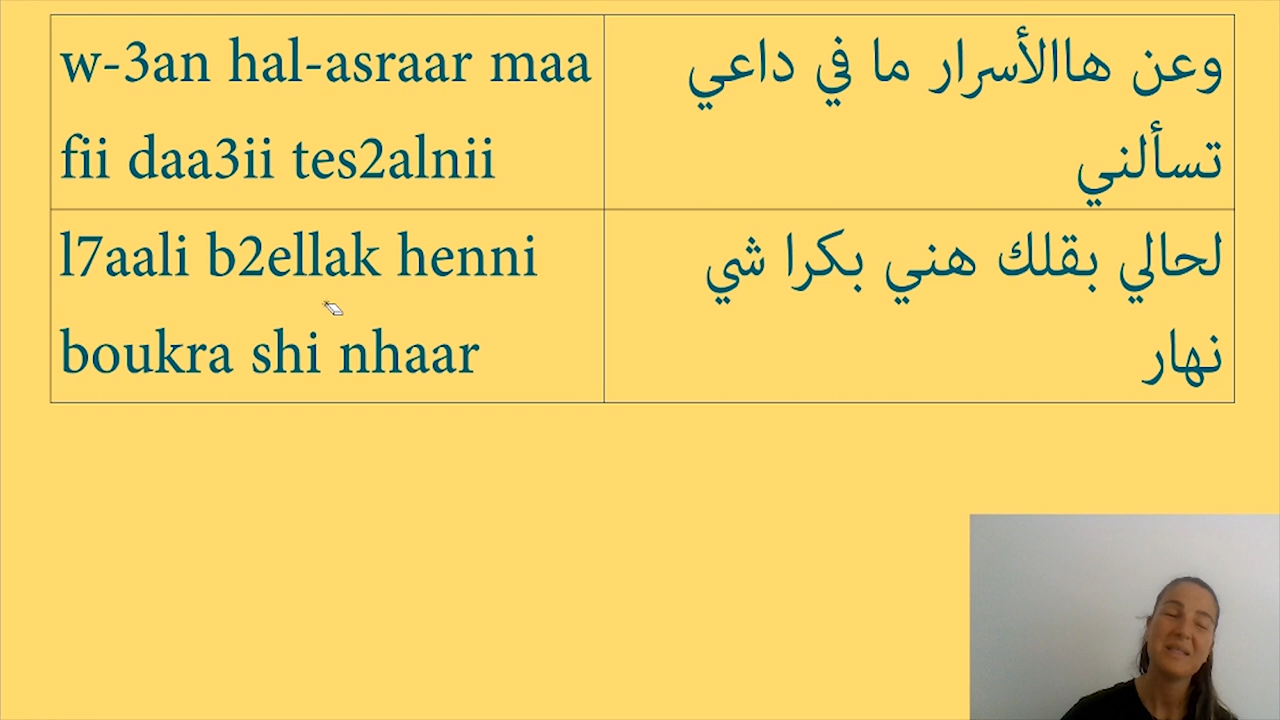 w-3an hal-asraar maa
fii daa3ii tes2alnii
وعن هاالأسرار ما في داعي
تسألني
l7aali b2ellak henni
boukra shi nhaar
لحالي بقلك هني بكرا شي
نهار